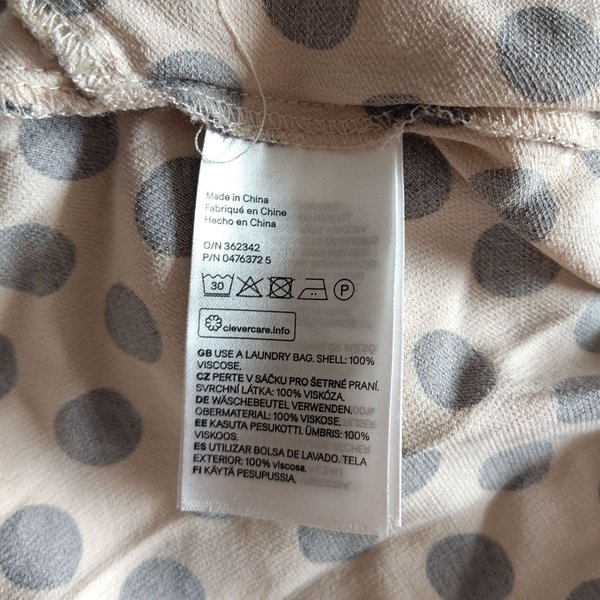 Made in China
Fabriqué en Chine
Hecho en China
O/N 362342
P/N 0476372 5
30
P
clevercare.info
GB USE A LAUNDRY BAG. SHELL: 100%
VISCOSE.
CZ PERTE V SÁČKU PRO ŠETRNÉ PRANÍ.
SVRCHNÍ LÁTKA: 100% VISKÓZA.
DE WÄSCHEBEUTEL VERWENDEN.
OBERMATERIAL: 100% VISKOSE.
EE KASUTA PESUKOTTI. ÜMBRIS: 100%
VISKOOS.
ES UTILIZAR BOLSA DE LAVADO. TELA
EXTERIOR: 100% viscosa.
FI KÄYTÄ PESUPUSSIA.